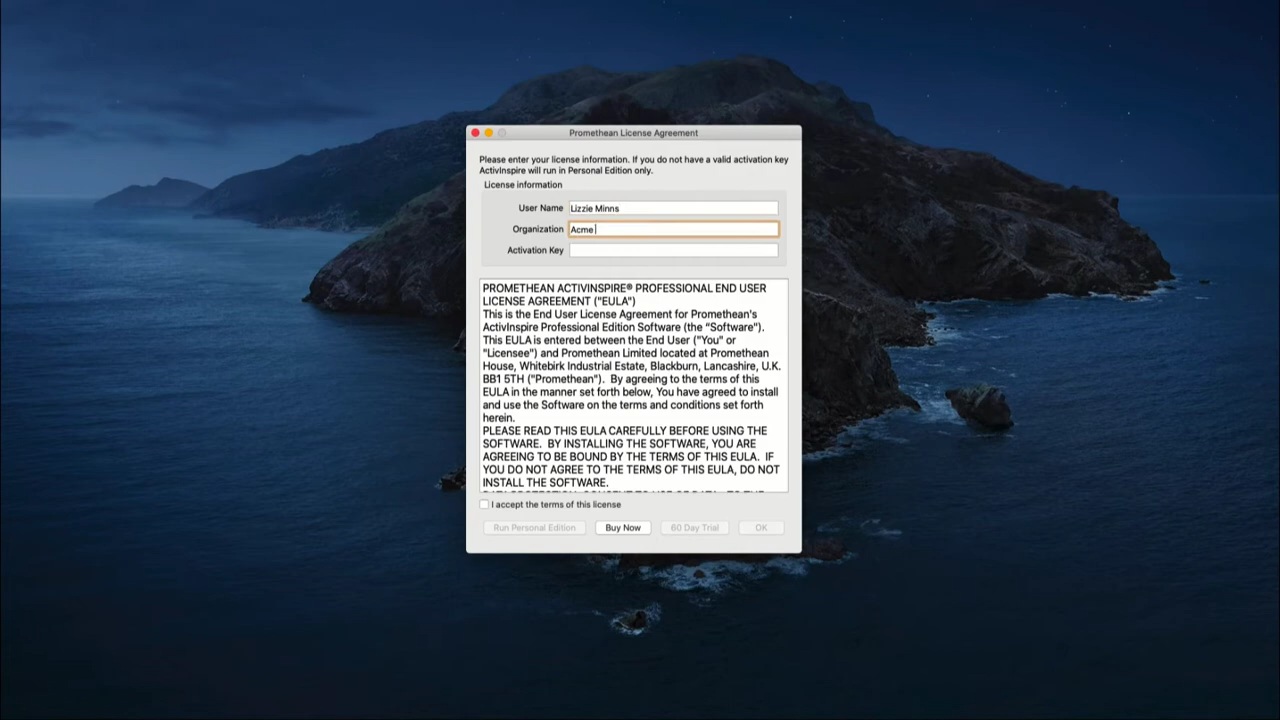 Promethean License Agreement
Please enter your license information. If you do not have a valid activation key
ActivInspire will run in Personal Edition only.
License information
User Name Lizzie Minns
Organization Acme
Activation Key
PROMETHEAN ACTIVINSPIRE® PROFESSIONAL END USER
LICENSE AGREEMENT ("EULA")
This is the End User License Agreement for Promethean's
ActivInspire Professional Edition Software (the "Software").
This EULA is entered between the End User ("You" or
"Licensee") and Promethean Limited located at Promethean
House, Whitebirk Industrial Estate, Blackburn, Lancashire, U.K.
BB1 5TH ("Promethean"). By agreeing to the terms of this
EULA in the manner set forth below, You have agreed to install
and use the Software on the terms and conditions set forth
herein.
PLEASE READ THIS EULA CAREFULLY BEFORE USING THE
SOFTWARE. BY INSTALLING THE SOFTWARE, YOU ARE
AGREEING TO BE BOUND BY THE TERMS OF THIS EULA. IF
YOU DO NOT AGREE TO THE TERMS OF THIS EULA, DO NOT
INSTALL THE SOFTWARE.
I accept the terms of this license
Run Personal Edition Buy Now 60 Day Trial OK